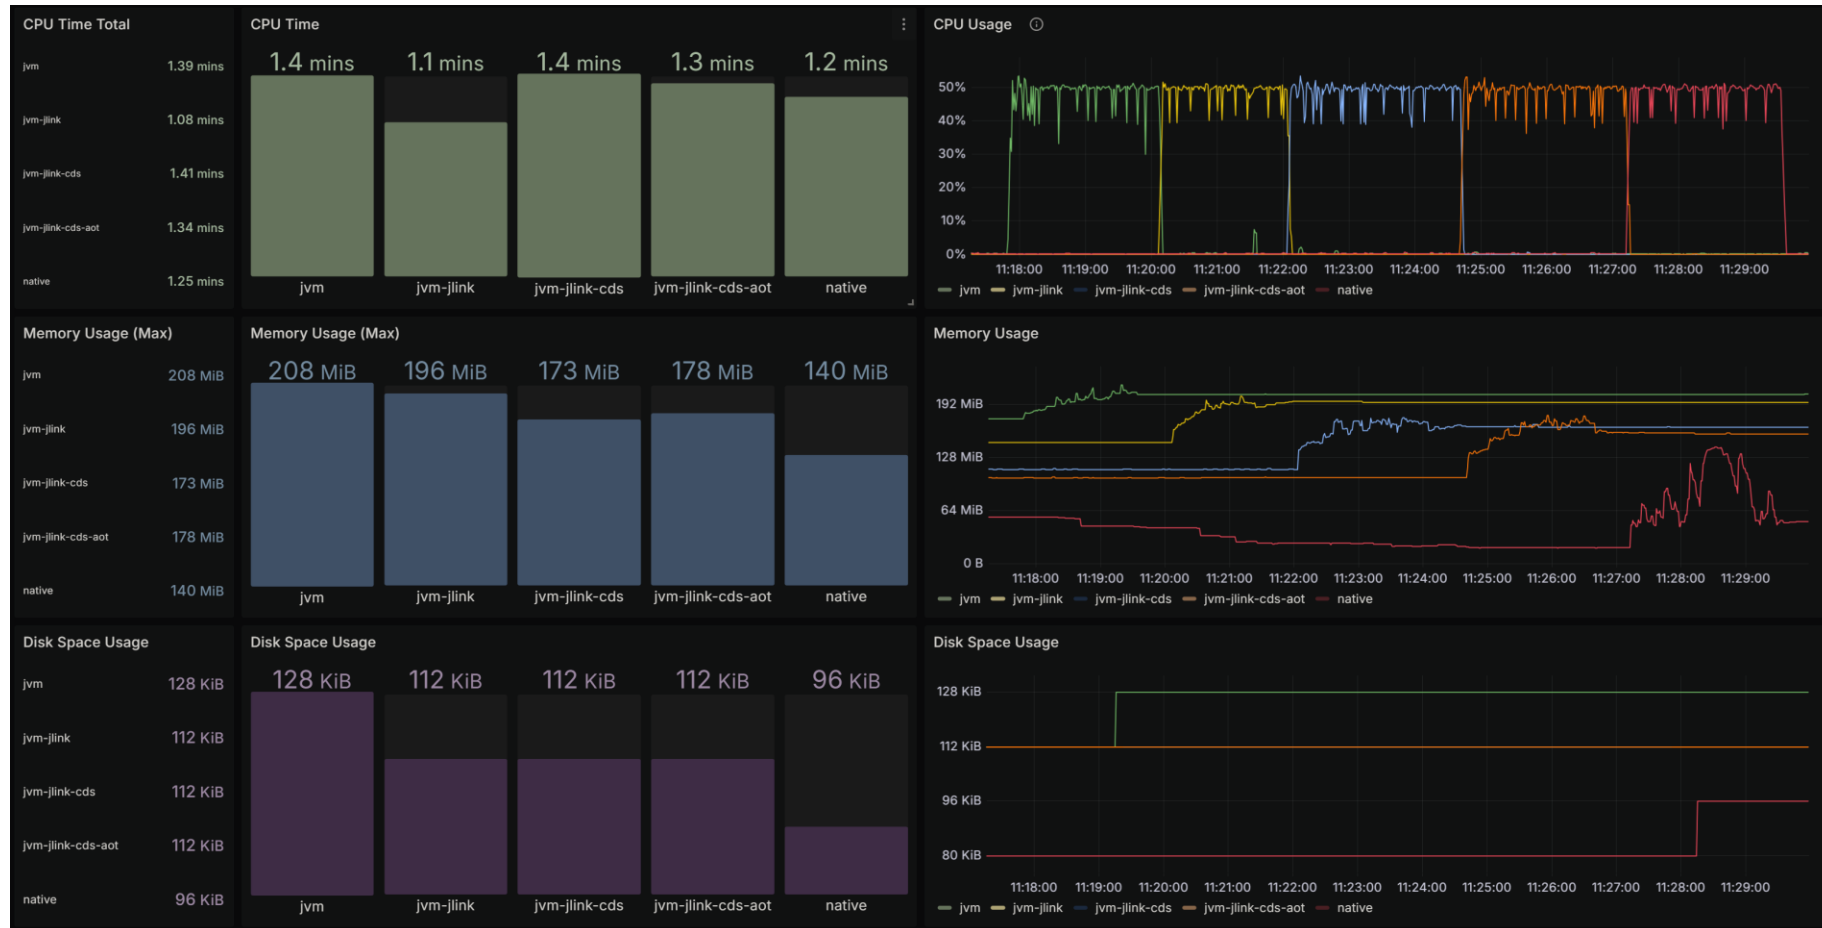 CPU Time Total
jvm 1.39 mins
jvm-jlink 1.08 mins
jvm-jlink-cds 1.41 mins
jvm-jlink-cds-aot 1.34 mins
native 1.25 mins
CPU Time
1.4 mins 1.1 mins 1.4 mins 1.3 mins 1.2 mins
jvm jvm-jlink jvm-jlink-cds jvm-jlink-cds-aot native
CPU Usage
50%
40%
30%
20%
10%
0%
11:18:00 11:19:00 11:20:00 11:21:00 11:22:00 11:23:00 11:24:00 11:25:00 11:26:00 11:27:00 11:28:00 11:29:00
jvm jvm-jlink jvm-jlink-cds jvm-jlink-cds-aot native
Memory Usage (Max)
jvm 208 MiB
jvm-jlink 196 MiB
jvm-jlink-cds 173 MiB
jvm-jlink-cds-aot 178 MiB
native 140 MiB
Memory Usage (Max)
208 MiB 196 MiB 173 MiB 178 MiB 140 MiB
jvm jvm-jlink jvm-jlink-cds jvm-jlink-cds-aot native
Memory Usage
192 MiB
128 MiB
64 MiB
0 B
11:18:00 11:19:00 11:20:00 11:21:00 11:22:00 11:23:00 11:24:00 11:25:00 11:26:00 11:27:00 11:28:00 11:29:00
jvm jvm-jlink jvm-jlink-cds jvm-jlink-cds-aot native
Disk Space Usage
jvm 128 KiB
jvm-jlink 112 KiB
jvm-jlink-cds 112 KiB
jvm-jlink-cds-aot 112 KiB
native 96 KiB
Disk Space Usage
128 KiB 112 KiB 112 KiB 112 KiB 96 KiB
jvm jvm-jlink jvm-jlink-cds jvm-jlink-cds-aot native
Disk Space Usage
128 KiB
112 KiB
96 KiB
80 KiB
11:18:00 11:19:00 11:20:00 11:21:00 11:22:00 11:23:00 11:24:00 11:25:00 11:26:00 11:27:00 11:28:00 11:29:00
jvm jvm-jlink jvm-jlink-cds jvm-jlink-cds-aot native